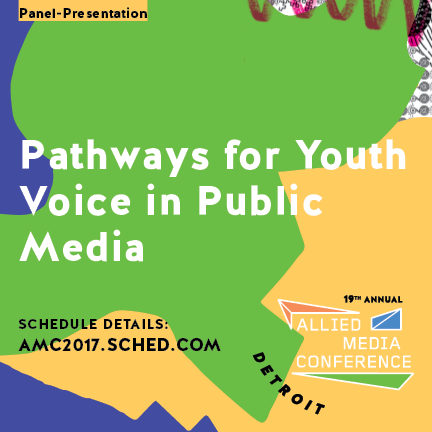 Panel-Presentation
Pathways for Youth
Voice in Public
Media
19TH ANNUAL
ALLIED
MEDIA
CONFERENCE
SCHEDULE DETAILS:
AMC2017.SCHED.COM
DETROIT